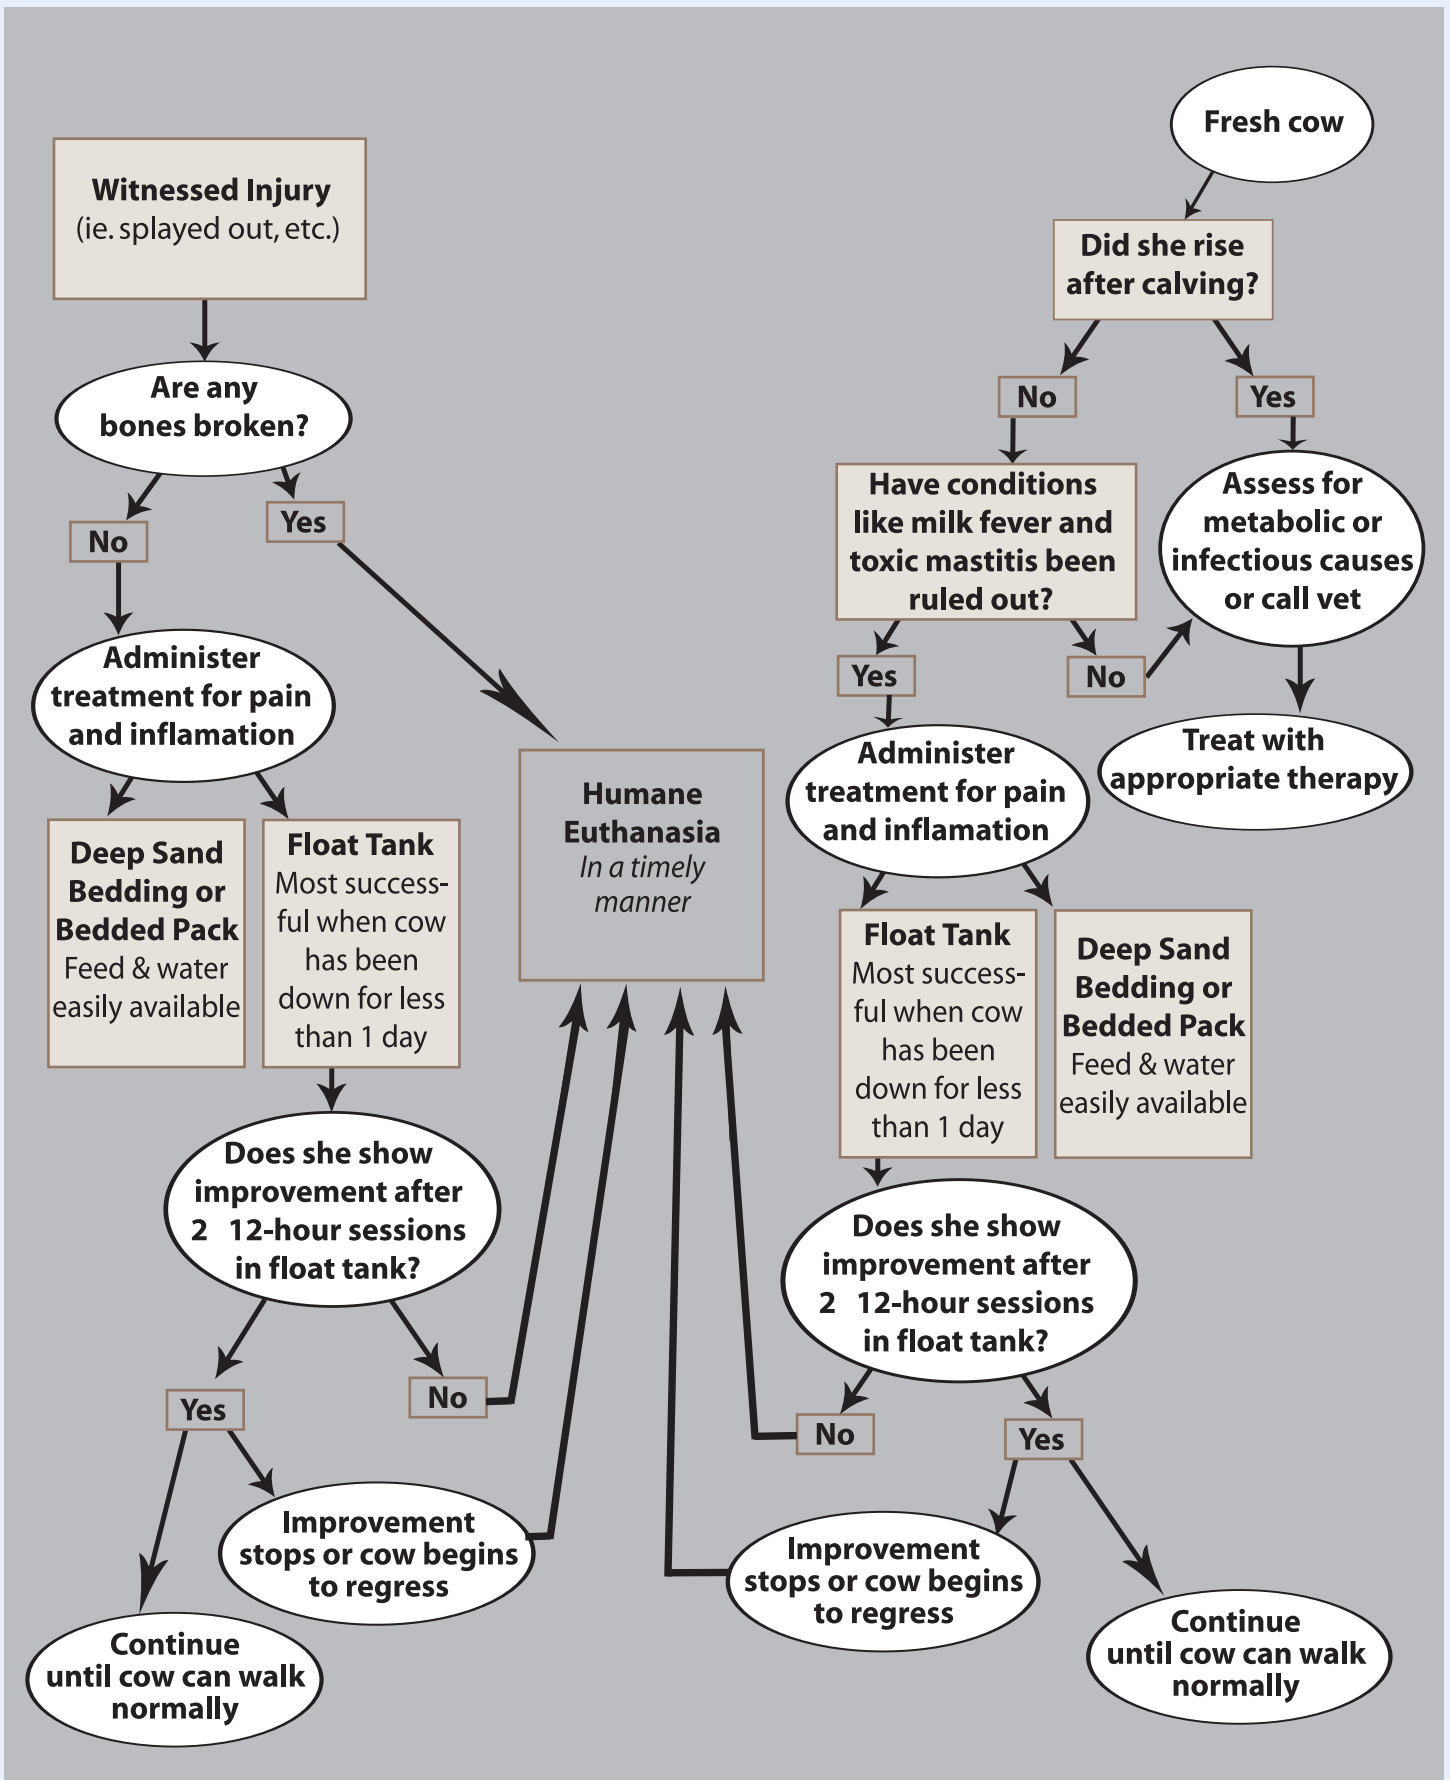 Witnessed Injury
(ie. splayed out, etc.)
Are any
bones broken?
No
Yes
Administer
treatment for pain
and inflamation
Deep Sand
Bedding or
Bedded Pack
Feed & water
easily available
Float Tank
Most success-
ful when cow
has been
down for less
than 1 day
Does she show
improvement after
2 12-hour sessions
in float tank?
Yes
No
Improvement
stops or cow begins
to regress
Continue
until cow can walk
normally
Humane
Euthanasia
In a timely
manner
Fresh cow
Did she rise
after calving?
No
Yes
Have conditions
like milk fever and
toxic mastitis been
ruled out?
Assess for
metabolic or
infectious causes
or call vet
Yes
No
Treat with
appropriate therapy
Administer
treatment for pain
and inflamation
Float Tank
Most success-
ful when cow
has been
down for less
than 1 day
Deep Sand
Bedding or
Bedded Pack
Feed & water
easily available
Does she show
improvement after
2 12-hour sessions
in float tank?
No
Yes
Improvement
stops or cow begins
to regress
Continue
until cow can walk
normally